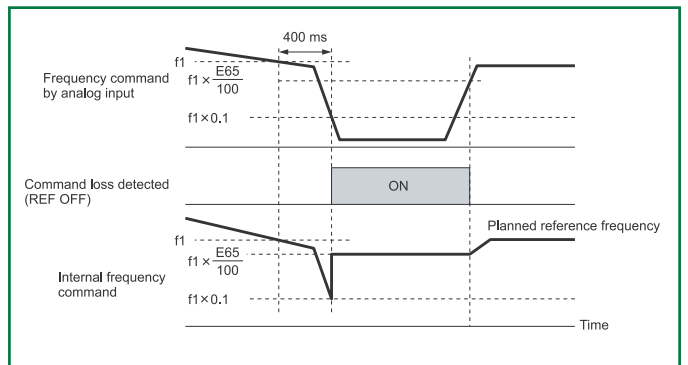 400 ms
f1
f1 × E65
100
Frequency command
by analog input
f1×0.1
Command loss detected
(REF OFF)
ON
Planned reference frequency
f1
f1 × E65
100
Internal frequency
command
f1×0.1
Time